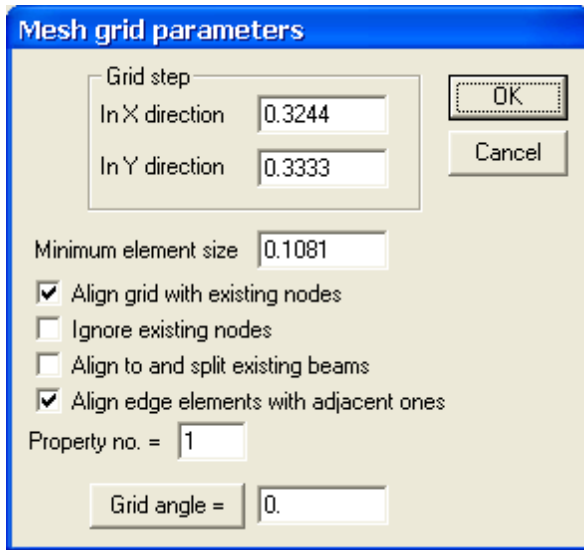 Mesh grid parameters
Grid step
In X direction 0.3244
In Y direction 0.3333
OK
Cancel
Minimum element size 0.1081
Align grid with existing nodes
Ignore existing nodes
Align to and split existing beams
Align edge elements with adjacent ones
Property no. = 1
Grid angle = 0.